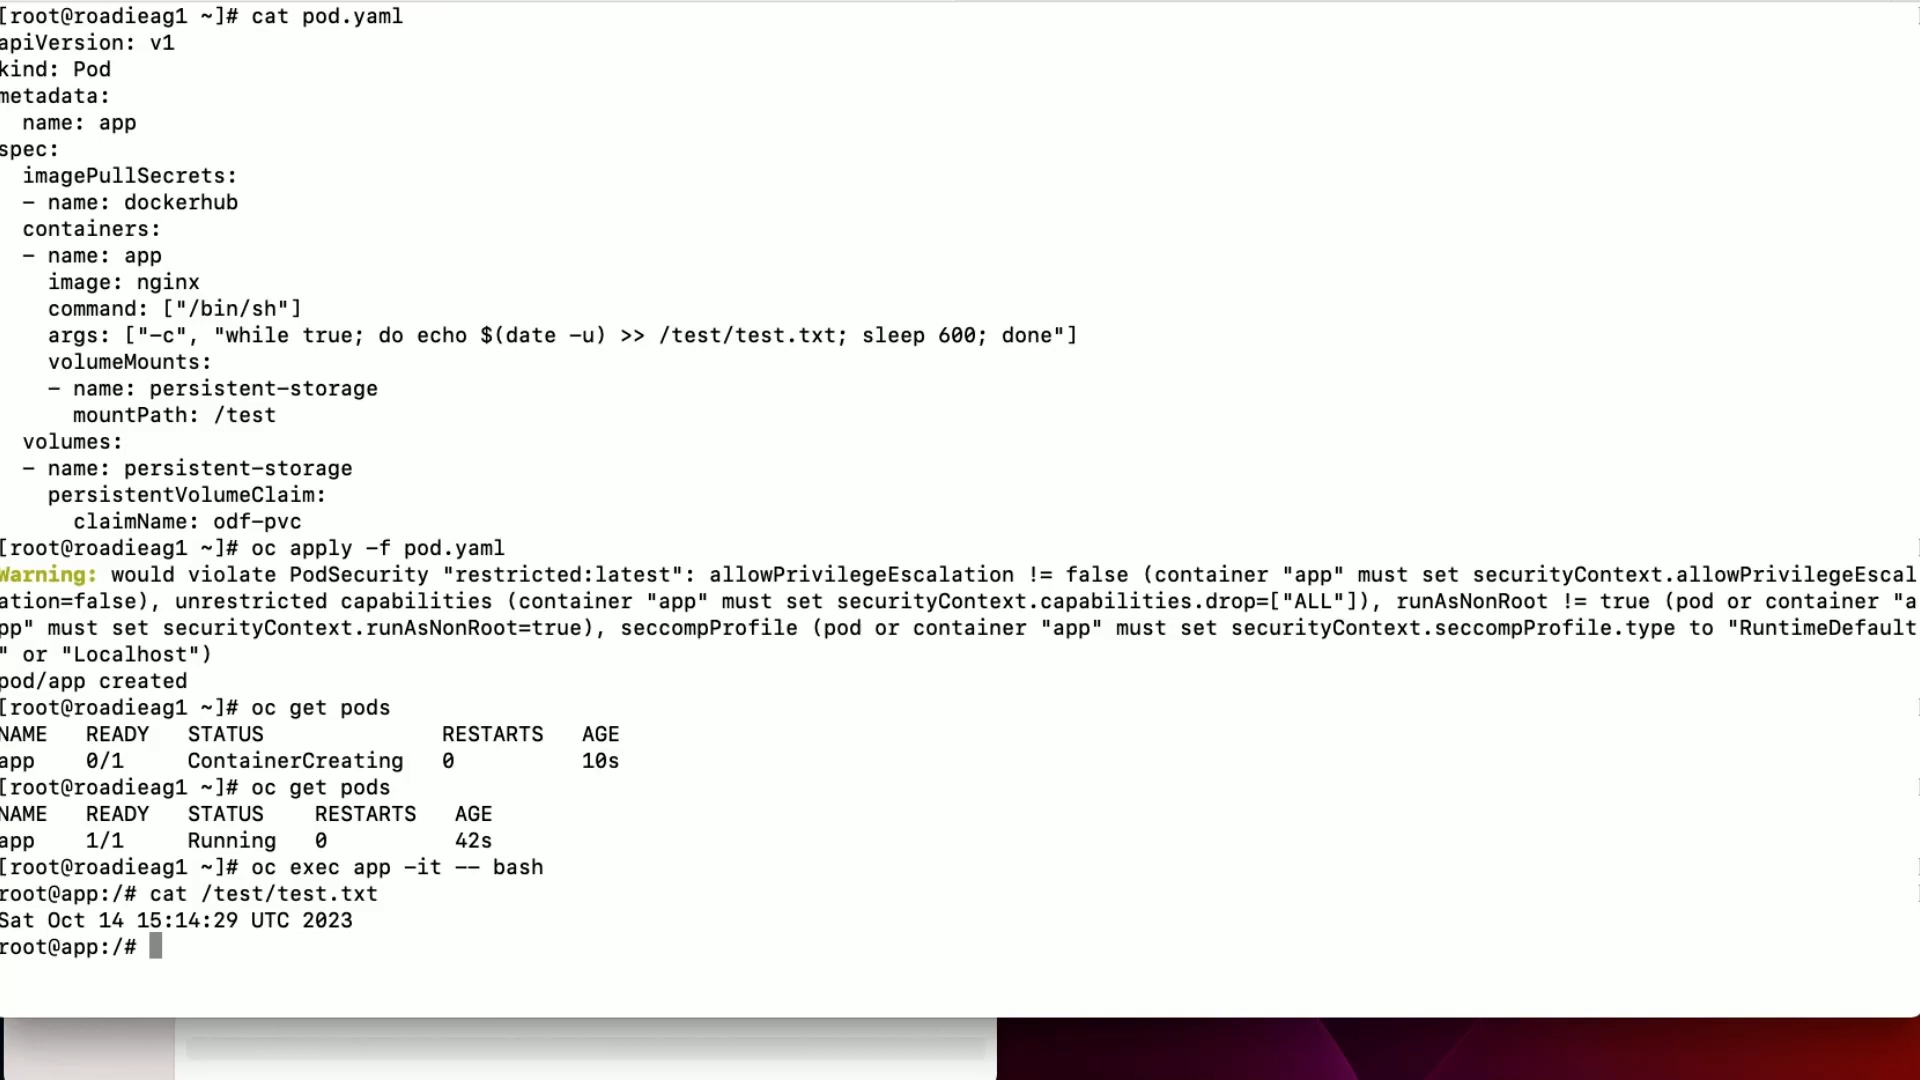 [root@roadieag1 ~]# cat pod.yaml
apiVersion: v1
kind: Pod
metadata:
  name: app
spec:
  imagePullSecrets:
  - name: dockerhub
  containers:
  - name: app
    image: nginx
    command: ["/bin/sh"]
    args: ["-c", "while true; do echo $(date -u) >> /test/test.txt; sleep 600; done"]
    volumeMounts:
    - name: persistent-storage
      mountPath: /test
  volumes:
  - name: persistent-storage
    persistentVolumeClaim:
      claimName: odf-pvc
[root@roadieag1 ~]# oc apply -f pod.yaml
Warning: would violate PodSecurity "restricted:latest": allowPrivilegeEscalation != false (container "app" must set securityContext.allowPrivilegeEscal
ation=false), unrestricted capabilities (container "app" must set securityContext.capabilities.drop=["ALL"]), runAsNonRoot != true (pod or container "a
pp" must set securityContext.runAsNonRoot=true), seccompProfile (pod or container "app" must set securityContext.seccompProfile.type to "RuntimeDefault
" or "Localhost")
pod/app created
[root@roadieag1 ~]# oc get pods
NAME   READY   STATUS              RESTARTS   AGE
app    0/1     ContainerCreating   0          10s
[root@roadieag1 ~]# oc get pods
NAME   READY   STATUS    RESTARTS   AGE
app    1/1     Running   0          42s
[root@roadieag1 ~]# oc exec app -it -- bash
root@app:/# cat /test/test.txt
Sat Oct 14 15:14:29 UTC 2023
root@app:/#